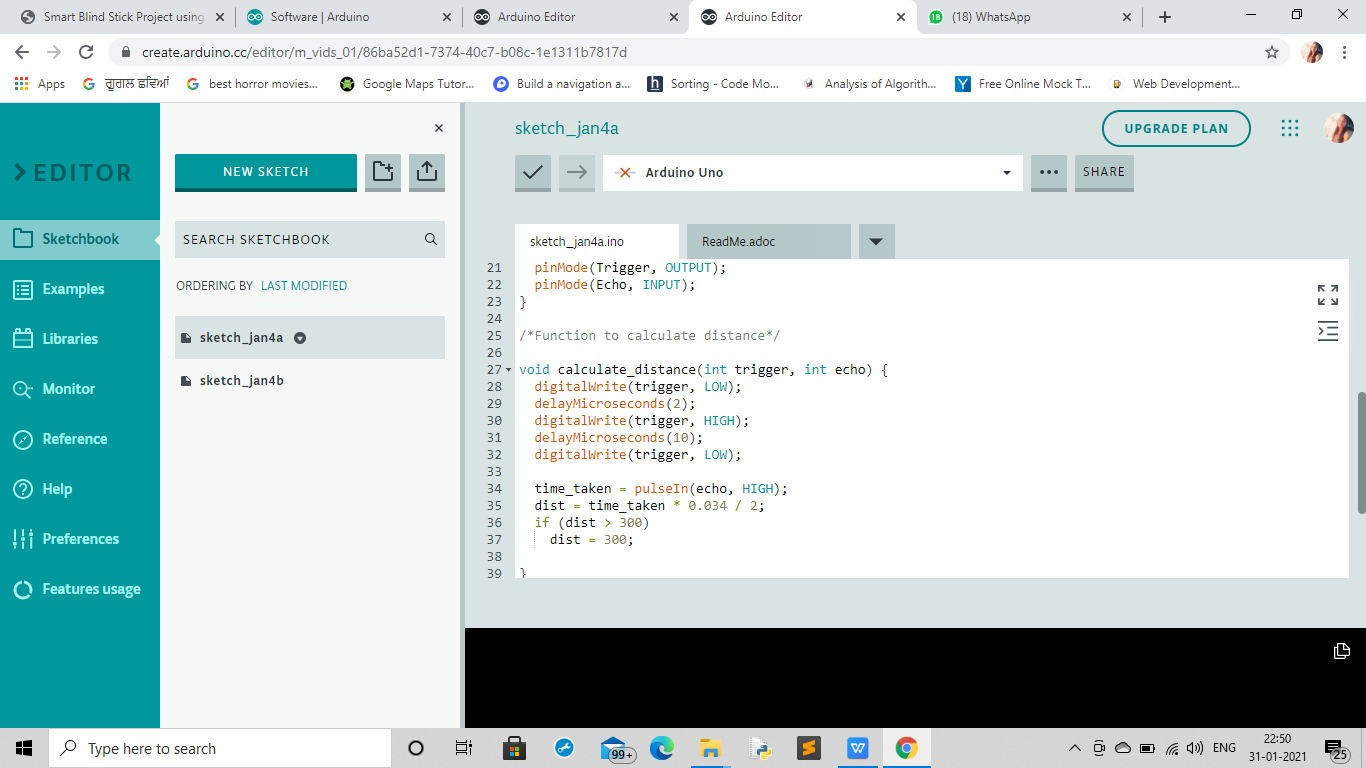 Smart Blind Stick Project using
Software | Arduino
Arduino Editor
Arduino Editor
(18) WhatsApp
create.arduino.cc/editor/m_vids_01/86ba52d1-7374-40c7-b08c-1e1311b7817d
Apps
ਗੂਗਲ ਛਵਿਆਂ
best horror movies...
Google Maps Tutor...
Build a navigation a...
Sorting - Code Mo...
Analysis of Algorith...
Free Online Mock T...
Web Development...
EDITOR
Sketchbook
Examples
Libraries
Monitor
Reference
Help
Preferences
Features usage
NEW SKETCH
SEARCH SKETCHBOOK
ORDERING BY LAST MODIFIED
sketch_jan4a
sketch_jan4b
sketch_jan4a
UPGRADE PLAN
Arduino Uno
SHARE
sketch_jan4a.ino
ReadMe.adoc
21 pinMode(Trigger, OUTPUT);
22 pinMode(Echo, INPUT);
23 }
24
25 /*Function to calculate distance*/
26
27 void calculate_distance(int trigger, int echo) {
28 digitalWrite(trigger, LOW);
29 delayMicroseconds(2);
30 digitalWrite(trigger, HIGH);
31 delayMicroseconds(10);
32 digitalWrite(trigger, LOW);
33
34 time_taken = pulseIn(echo, HIGH);
35 dist = time_taken * 0.034 / 2;
36 if (dist > 300)
37 dist = 300;
38
39 }
Type here to search
99+
ENG
22:50
31-01-2021
25